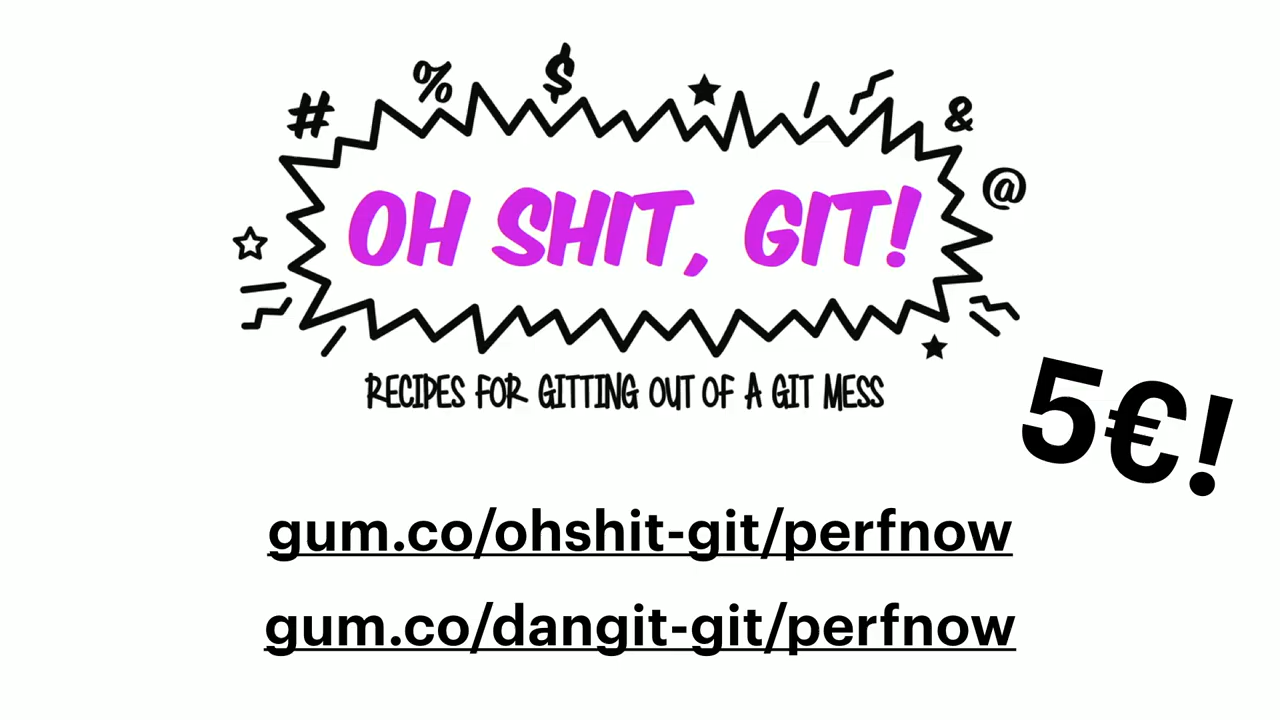 # % $ & @
OH SHIT, GIT!
RECIPES FOR GITTING OUT OF A GIT MESS
5€!
gum.co/ohshit-git/perfnow
gum.co/dangit-git/perfnow